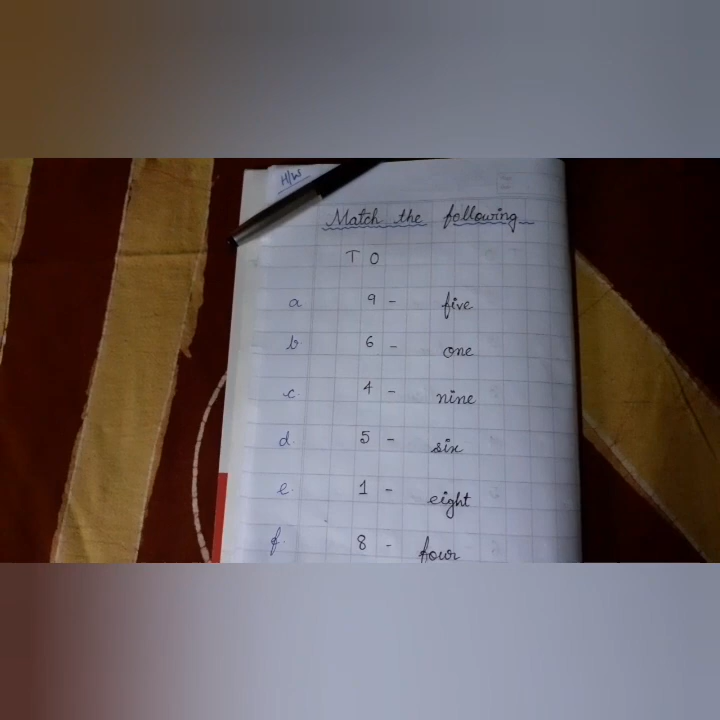 H/W
Match the following
T O
a 9 - five
b 6 - one
c. 4 - nine
d. 5 - six
e. 1 - eight
f. 8 - four